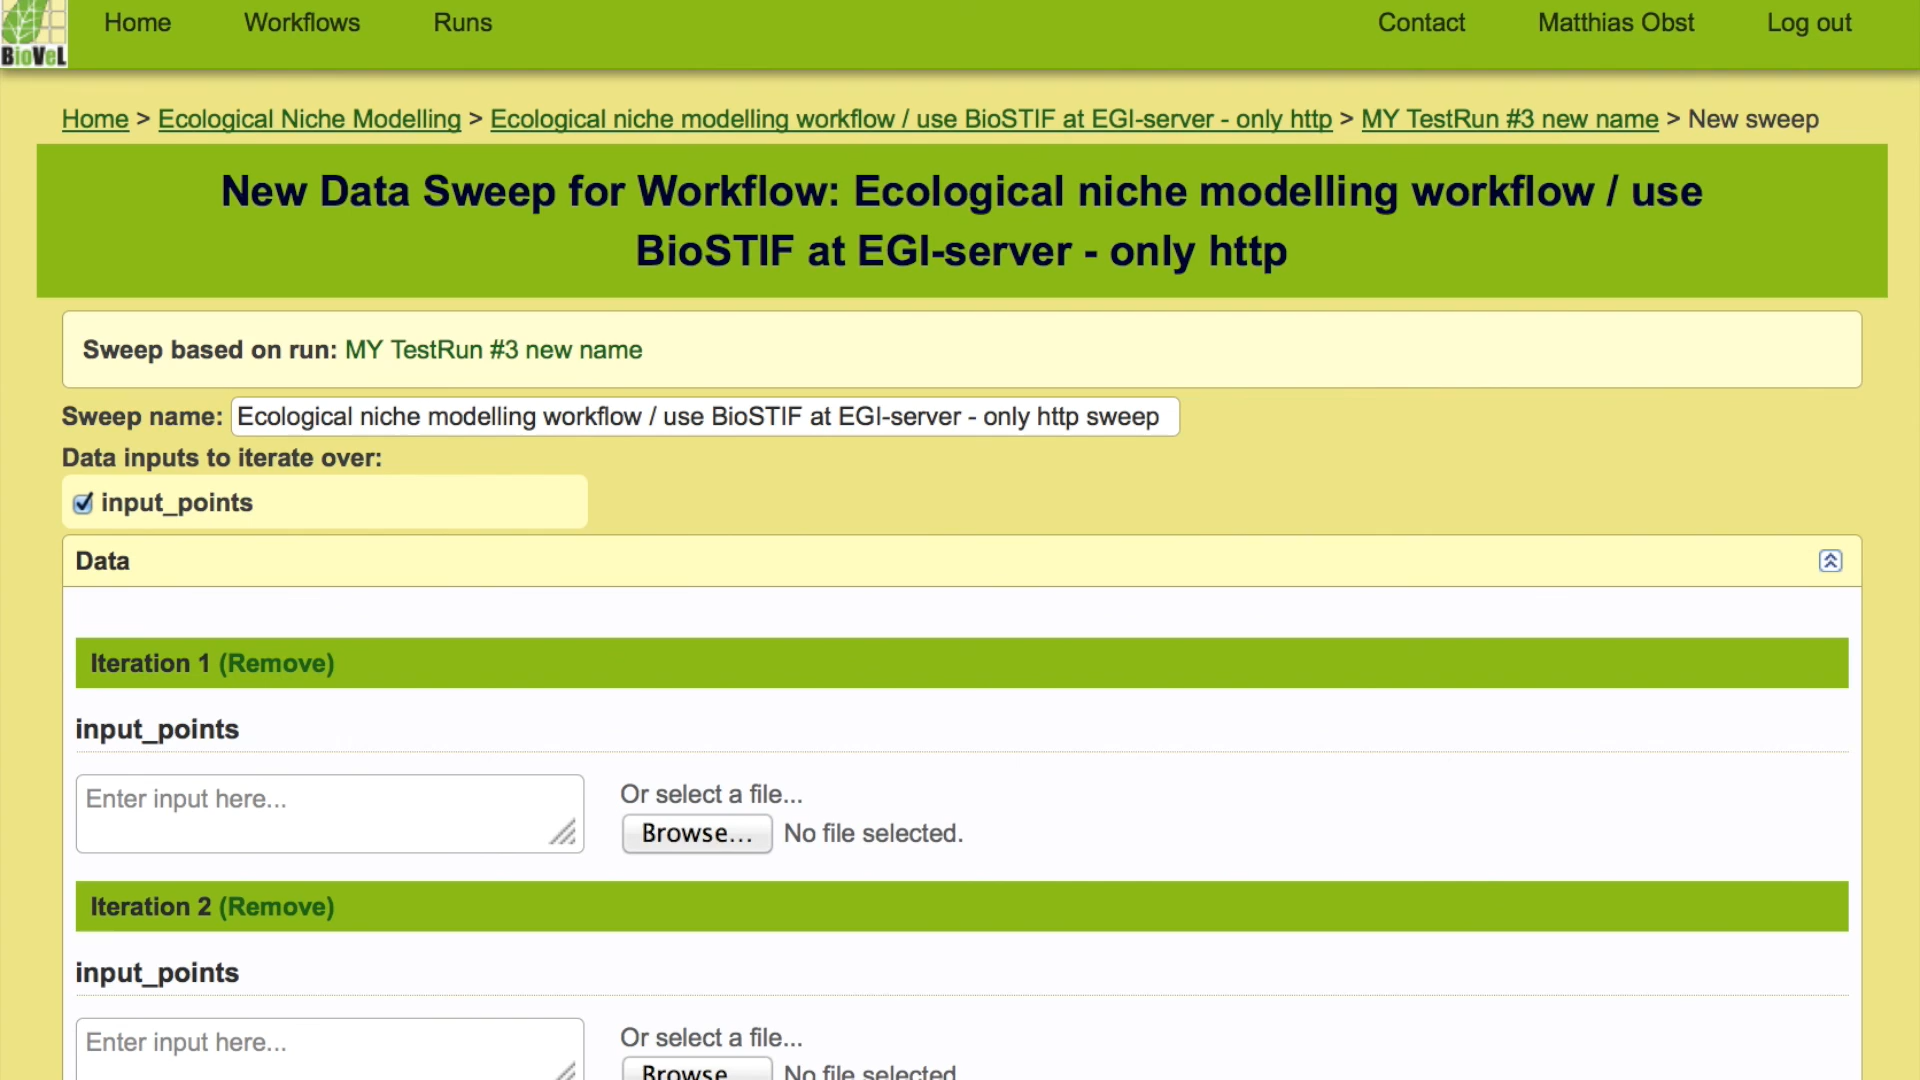 BioVeL
Home Workflows Runs Contact Matthias Obst Log out
Home > Ecological Niche Modelling > Ecological niche modelling workflow / use BioSTIF at EGI-server - only http > MY TestRun #3 new name > New sweep
New Data Sweep for Workflow: Ecological niche modelling workflow / use
BioSTIF at EGI-server - only http
Sweep based on run: MY TestRun #3 new name
Sweep name: Ecological niche modelling workflow / use BioSTIF at EGI-server - only http sweep
Data inputs to iterate over:
input_points
Data
Iteration 1 (Remove)
input_points
Enter input here...
Or select a file...
Browse... No file selected.
Iteration 2 (Remove)
input_points
Enter input here...
Or select a file...
Browse... No file selected.